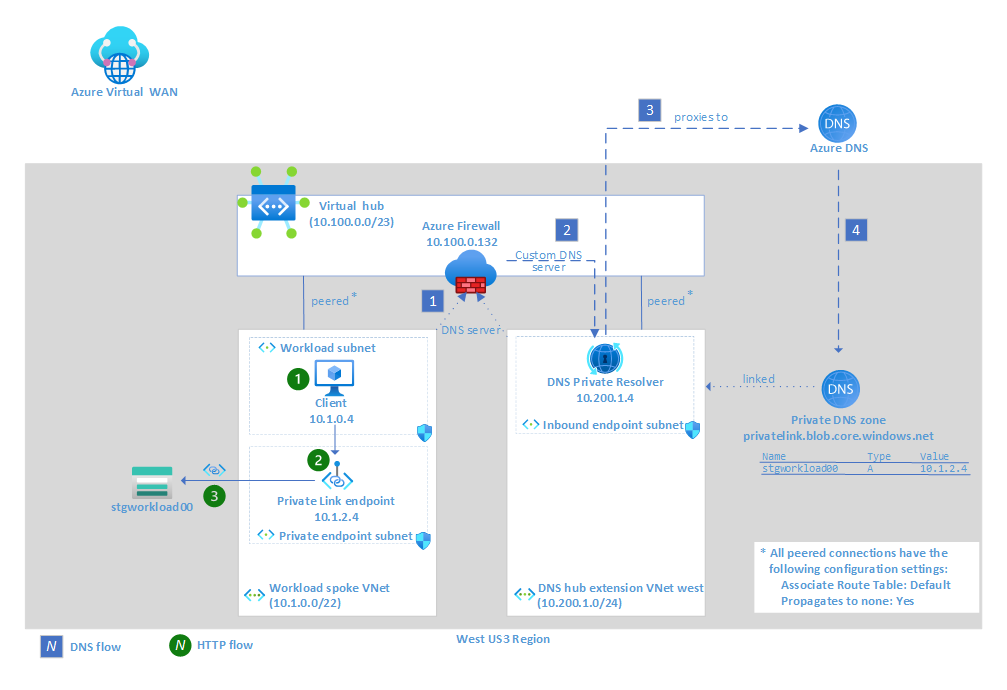 Azure Virtual WAN
3
proxies to
DNS
Azure DNS
Virtual hub
(10.100.0.0/23)
Azure Firewall
10.100.0.132
2
Custom DNS
server
4
peered *
1
peered *
DNS server
Workload subnet
1
Client
10.1.0.4
DNS Private Resolver
10.200.1.4
Inbound endpoint subnet
linked
DNS
Private DNS zone
privatelink.blob.core.windows.net
Name Type Value
stgworkload00 A 10.1.2.4
2
3
stgworkload00
Private Link endpoint
10.1.2.4
Private endpoint subnet
Workload spoke VNet
(10.1.0.0/22)
DNS hub extension VNet west
(10.200.1.0/24)
* All peered connections have the
following configuration settings:
Associate Route Table: Default
Propagates to none: Yes
West US3 Region
N DNS flow
N HTTP flow